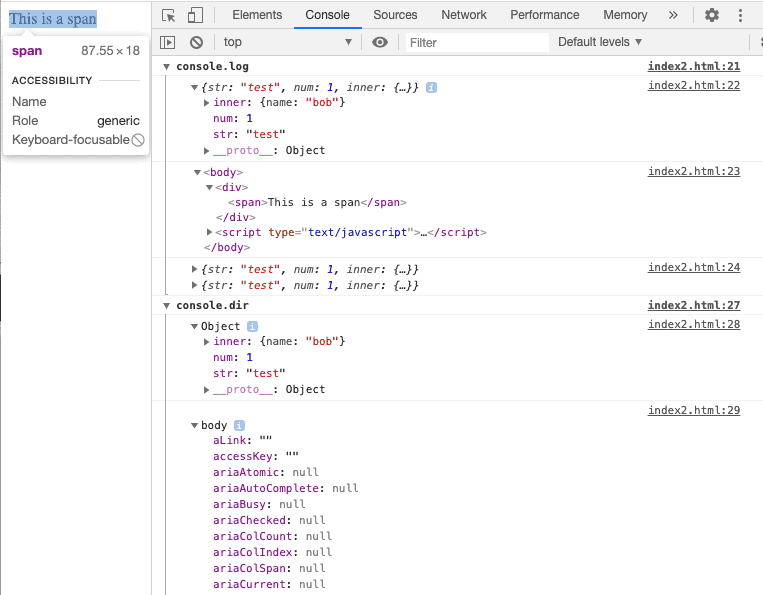 This is a span
span 87.55 × 18
ACCESSIBILITY
Name
Role generic
Keyboard-focusable
Elements Console Sources Network Performance Memory »
top Filter Default levels
console.log index2.html:21
{str: "test", num: 1, inner: {…}} i index2.html:22
inner: {name: "bob"}
num: 1
str: "test"
__proto__: Object
<body> index2.html:23
<div>
<span>This is a span</span>
</div>
<script type="text/javascript">…</script>
</body>
{str: "test", num: 1, inner: {…}} index2.html:24
{str: "test", num: 1, inner: {…}}
console.dir index2.html:27
Object i index2.html:28
inner: {name: "bob"}
num: 1
str: "test"
__proto__: Object
index2.html:29
body i
aLink: ""
accessKey: ""
ariaAtomic: null
ariaAutoComplete: null
ariaBusy: null
ariaChecked: null
ariaColCount: null
ariaColIndex: null
ariaColSpan: null
ariaCurrent: null